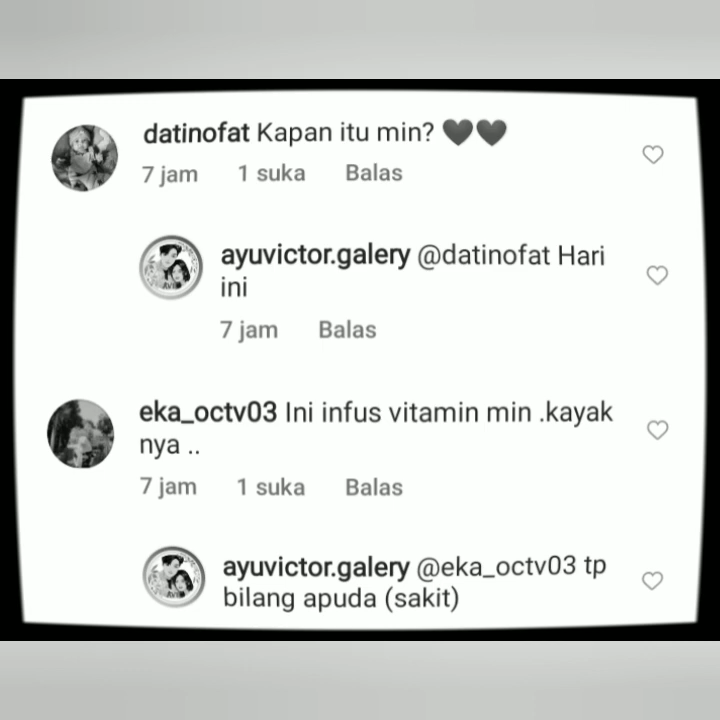 datinofat Kapan itu min? 🖤🖤
7 jam 1 suka Balas
ayuvictor.galery @datinofat Hari
ini
7 jam Balas
eka_octv03 Ini infus vitamin min .kayak
nya ..
7 jam 1 suka Balas
ayuvictor.galery @eka_octv03 tp
bilang apuda (sakit)